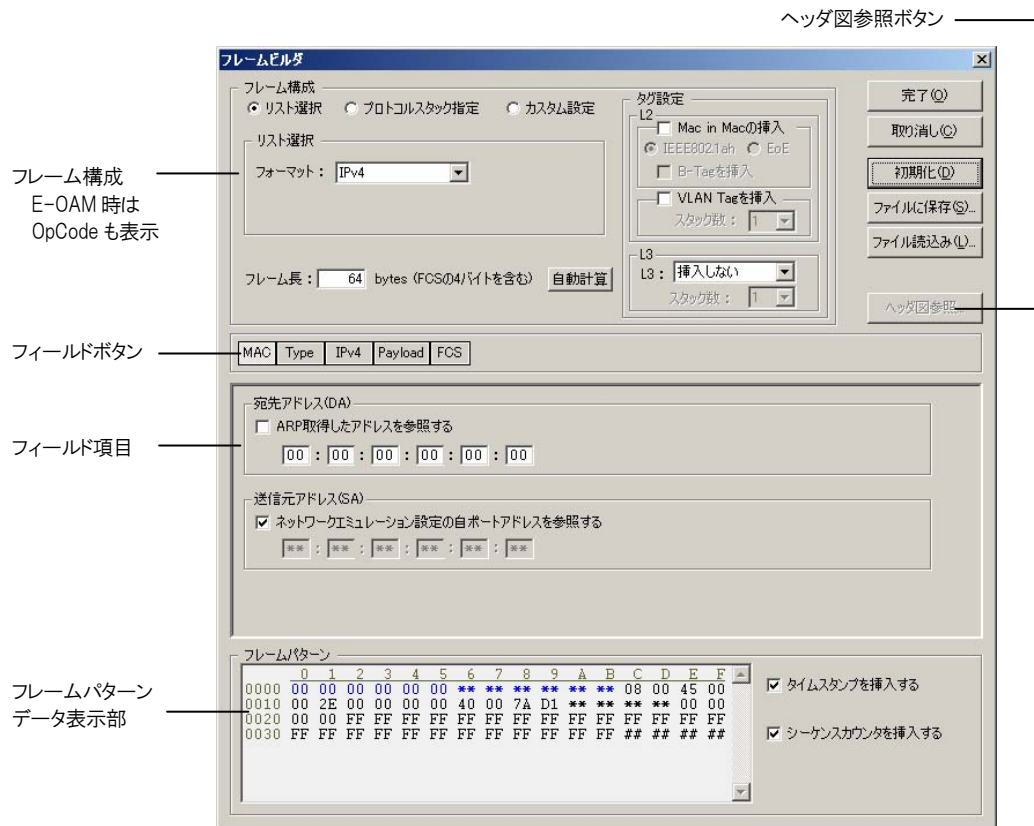 ヘッダ図参照ボタン
フレームビルダ
フレーム構成
リスト選択 プロトコルスタック指定 カスタム設定
リスト選択
フォーマット： IPv4
フレーム長： 64 bytes (FCSの4バイトを含む) 自動計算
タグ設定
L2
Mac in Macの挿入
IEEE802.1ah EoE
B-Tagを挿入
VLAN Tagを挿入
スタック数： 1
L3
L3： 挿入しない
スタック数： 1
完了(O)
取り消し(C)
初期化(D)
ファイルに保存(S)...
ファイル読込み(L)...
ヘッダ図参照...
フレーム構成
E-OAM 時は
OpCode も表示
フィールドボタン
MAC Type IPv4 Payload FCS
フィールド項目
宛先アドレス(DA)
ARP取得したアドレスを参照する
00 : 00 : 00 : 00 : 00 : 00
送信元アドレス(SA)
ネットワークエミュレーション設定の自ポートアドレスを参照する
** : ** : ** : ** : ** : **
フレームパターン
データ表示部
フレームパターン
0 1 2 3 4 5 6 7 8 9 A B C D E F
0000 00 00 00 00 00 00 ** ** ** ** ** ** 08 00 45 00
0010 00 2E 00 00 00 00 40 00 7A D1 ** ** ** ** 00 00
0020 00 00 FF FF FF FF FF FF FF FF FF FF FF FF FF FF
0030 FF FF FF FF FF FF FF FF FF FF FF FF ## ## ## ##
タイムスタンプを挿入する
シーケンスカウンタを挿入する